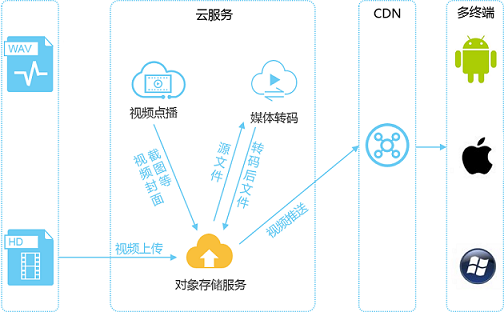 云服务
CDN
多终端
WAV
视频点播
媒体转码
截图等
视频封面
源文件
转码后文件
HD
视频上传
视频推送
对象存储服务